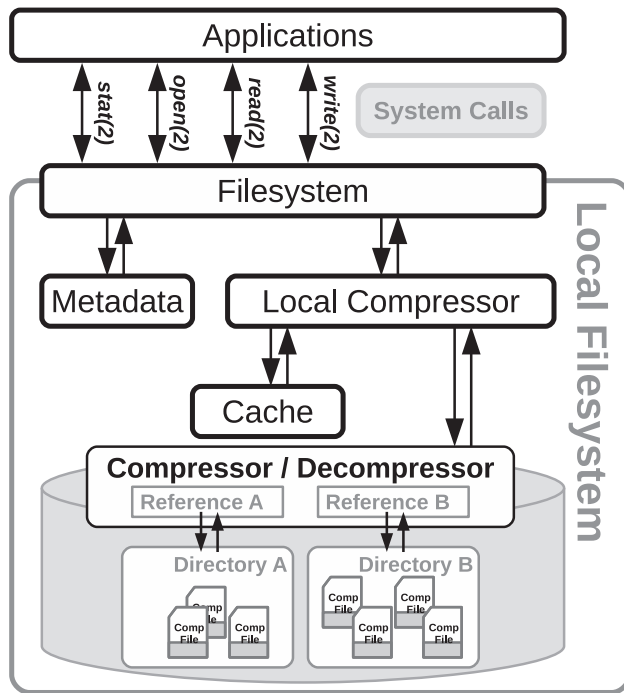 Applications
stat(2)
open(2)
read(2)
write(2)
System Calls
Filesystem
Local Filesystem
Metadata
Local Compressor
Cache
Compressor / Decompressor
Reference A
Reference B
Directory A
Directory B
Comp
File
Comp
File
Comp
File
Comp
File
Comp
File
Comp
File
Comp
File